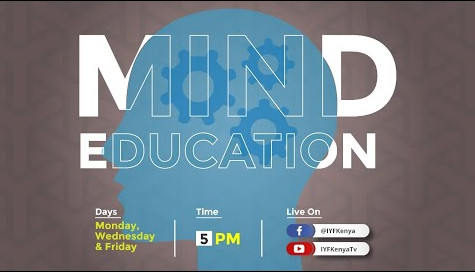 MIND
EDUCATION
Days
Monday,
Wednesday
& Friday
Time
5 PM
Live On
@IYFKenya
IYFKenyaTv